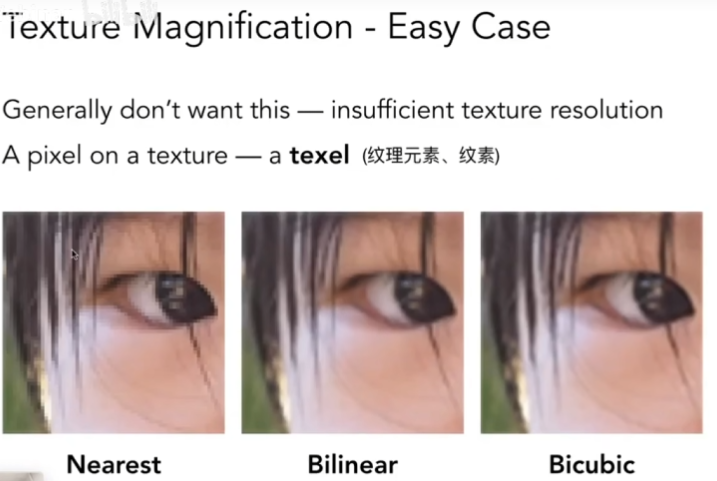 Texture Magnification - Easy Case
Generally don’t want this — insufficient texture resolution
A pixel on a texture — a texel (纹理元素、纹素)
Nearest
Bilinear
Bicubic